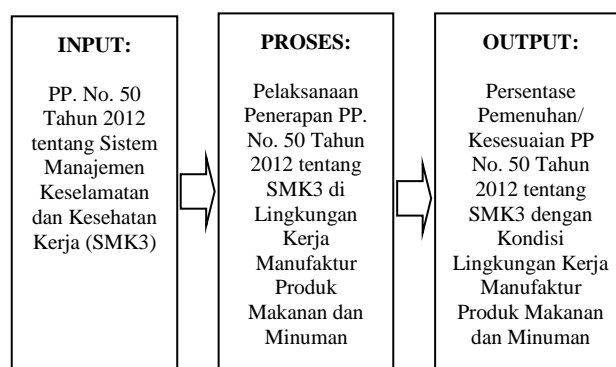 INPUT:
PP. No. 50
Tahun 2012
tentang Sistem
Manajemen
Keselamatan
dan Kesehatan
Kerja (SMK3)
PROSES:
Pelaksanaan
Penerapan PP.
No. 50 Tahun
2012 tentang
SMK3 di
Lingkungan
Kerja
Manufaktur
Produk
Makanan dan
Minuman
OUTPUT:
Persentase
Pemenuhan/
Kesesuaian PP
No. 50 Tahun
2012 tentang
SMK3 dengan
Kondisi
Lingkungan Kerja
Manufaktur
Produk Makanan
dan Minuman